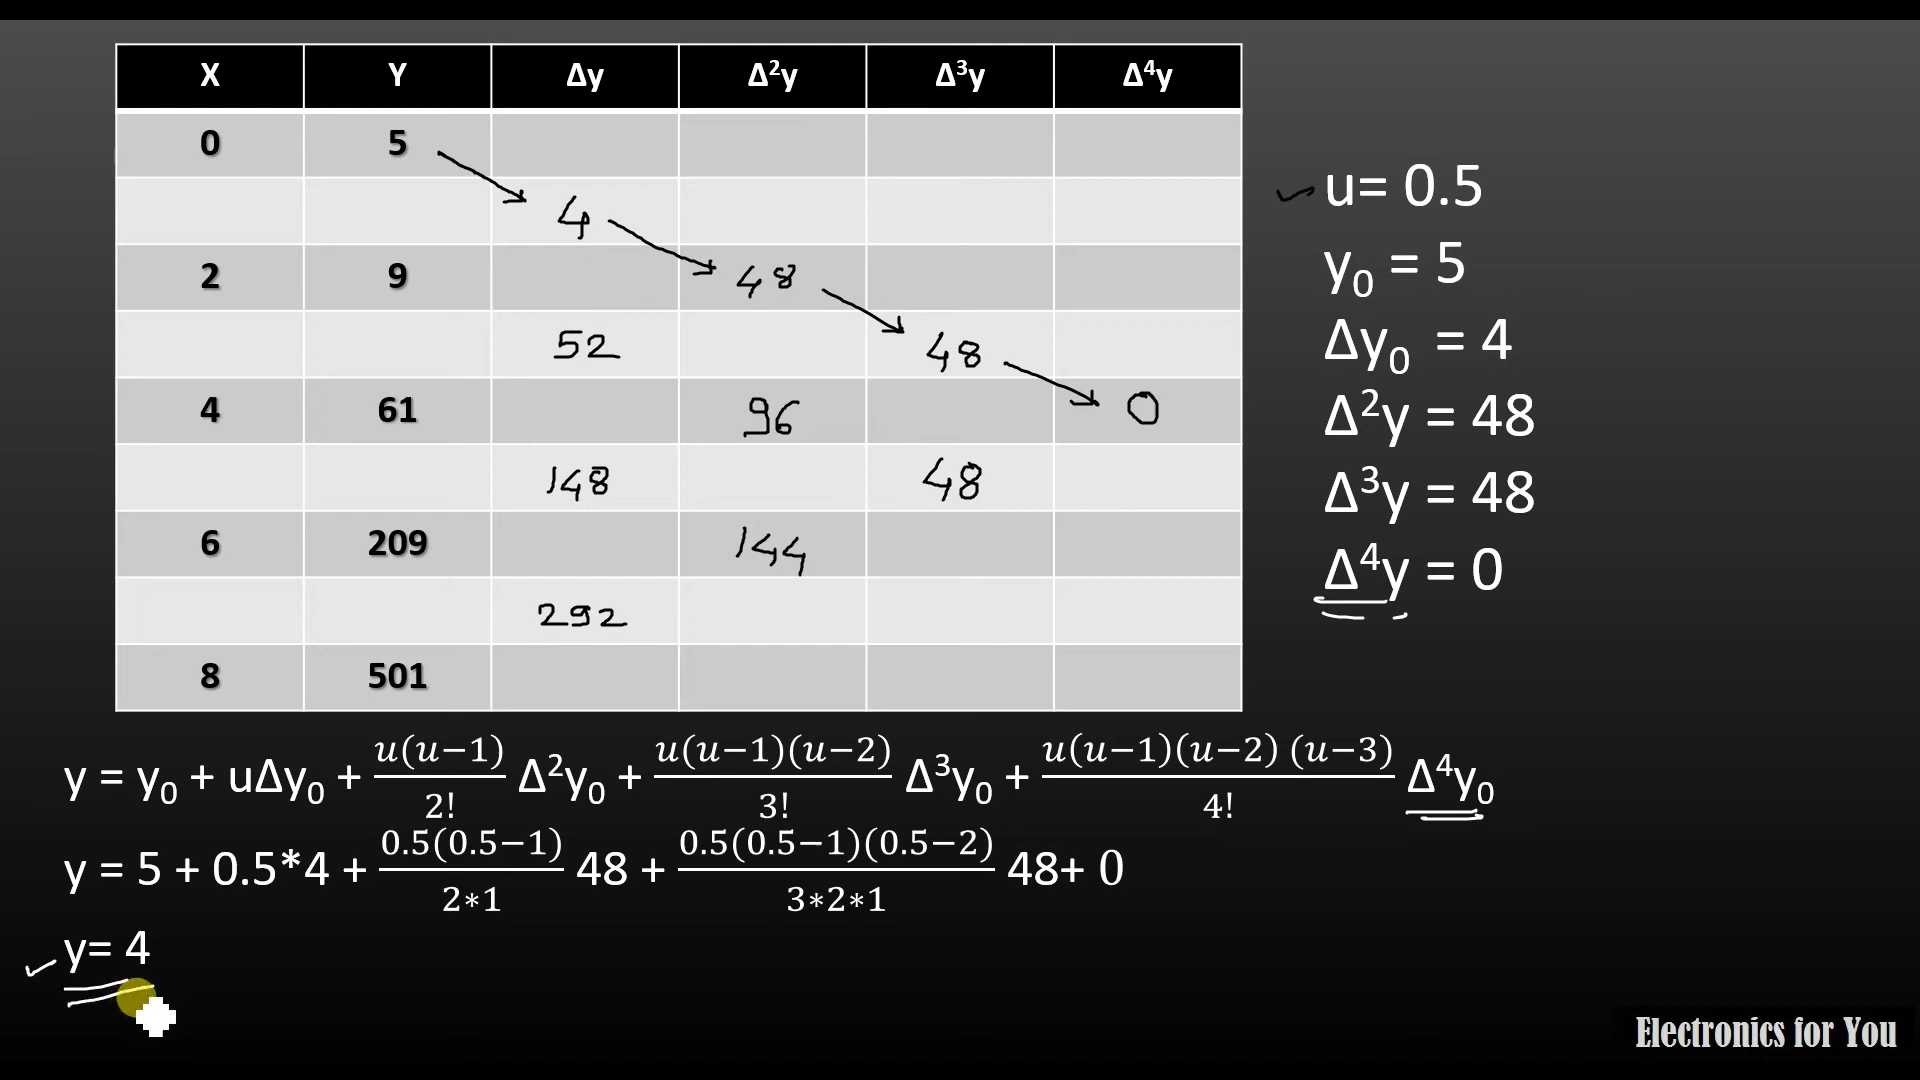 X Y Δy Δ²y Δ³y Δ⁴y
0 5
4
2 9 48
52 48
4 61 96 0
148 48
6 209 144
292
8 501
u= 0.5
y₀ = 5
Δy₀ = 4
Δ²y = 48
Δ³y = 48
Δ⁴y = 0
y = y₀ + uΔy₀ + u(u−1)/2! Δ²y₀ + u(u−1)(u−2)/3! Δ³y₀ + u(u−1)(u−2) (u−3)/4! Δ⁴y₀
y = 5 + 0.5*4 + 0.5(0.5−1)/2∗1 48 + 0.5(0.5−1)(0.5−2)/3∗2∗1 48+ 0
y= 4
Electronics for You